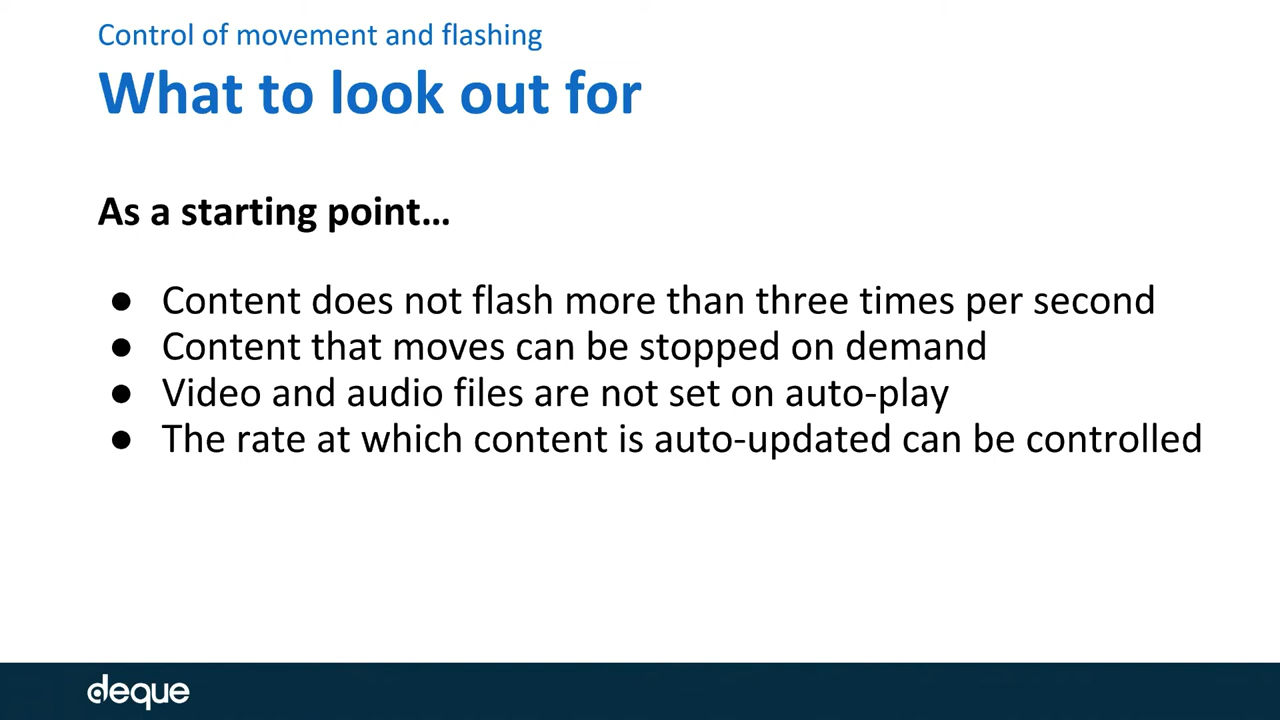 Control of movement and flashing
What to look out for
As a starting point…
● Content does not flash more than three times per second
● Content that moves can be stopped on demand
● Video and audio files are not set on auto-play
● The rate at which content is auto-updated can be controlled
deque